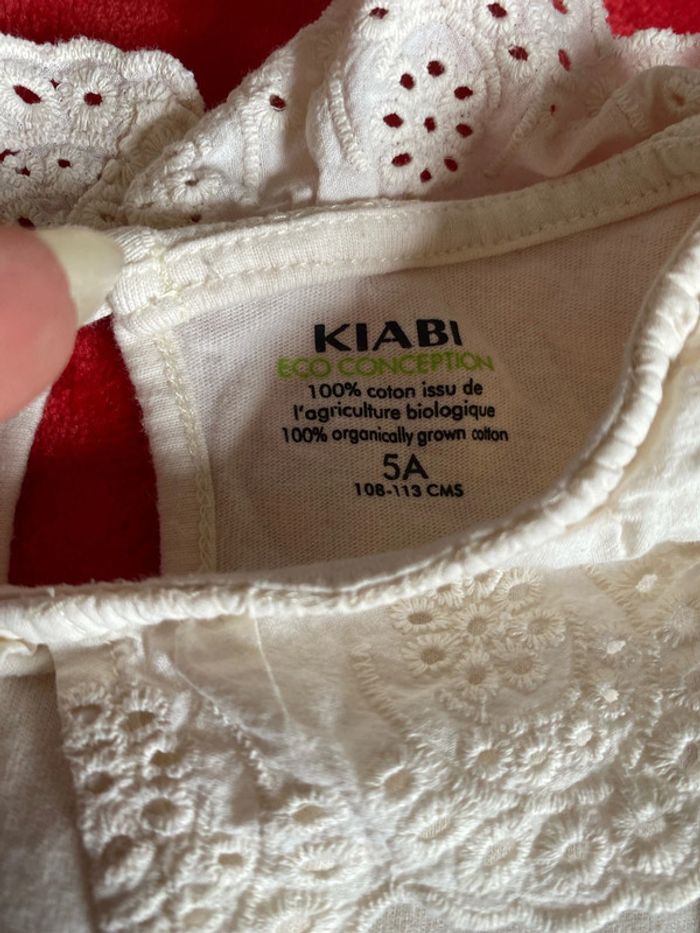 KIABI
ECO CONCEPTION
100% coton issu de
l'agriculture biologique
100% organically grown cotton
5A
108-113 CMS